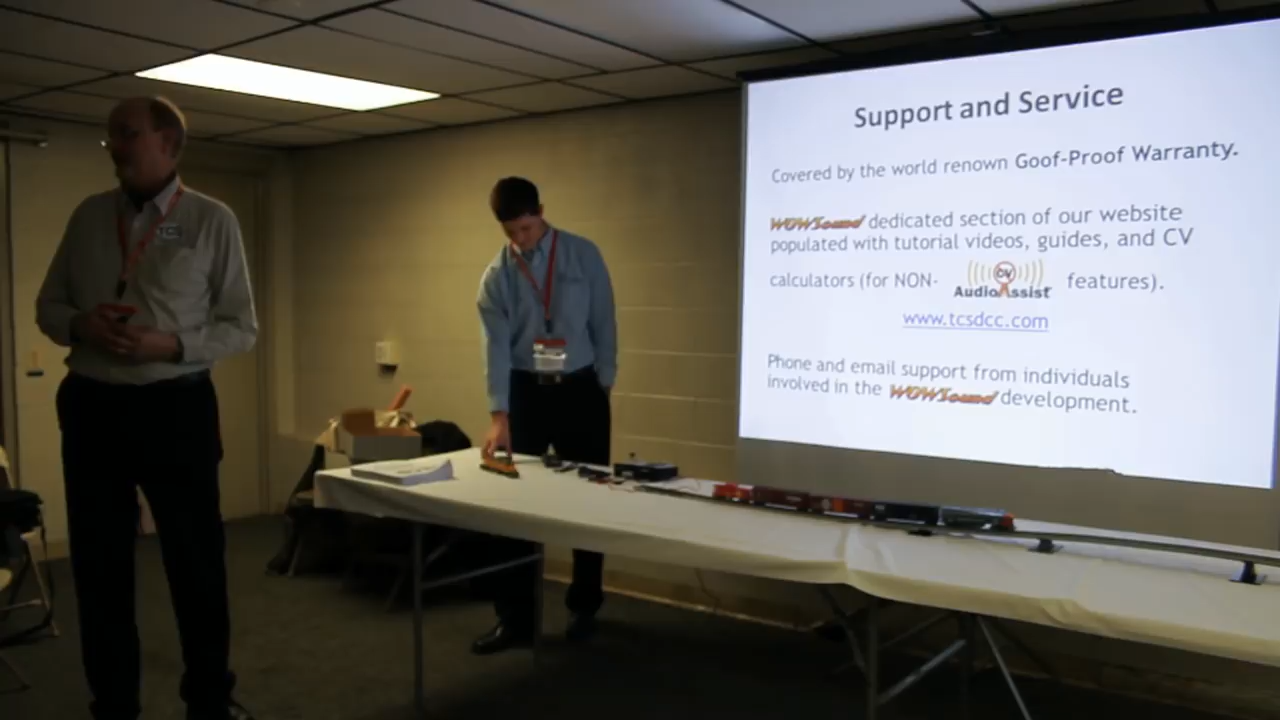 Support and Service
Covered by the world renown Goof-Proof Warranty.
WOWSound dedicated section of our website
populated with tutorial videos, guides, and CV
calculators (for NON- CV AudioAssist features).
www.tcsdcc.com
Phone and email support from individuals
involved in the WOWSound development.
TCS